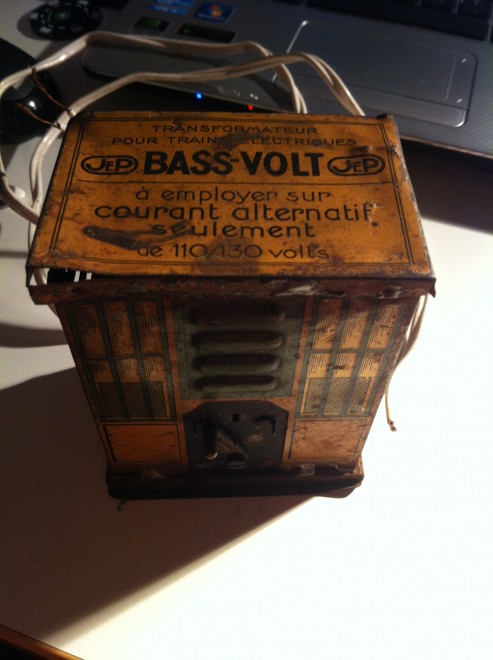 TRANSFORMATEUR
POUR TRAINS ELECTRIQUES
JEP BASS-VOLT JEP
à employer sur
courant alternatif
seulement
de 110/130 volts